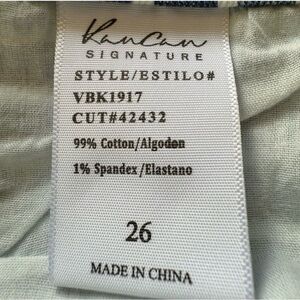 KanCan
SIGNATURE
STYLE/ESTILO#
VBK1917
CUT#42432
99% Cotton/Algodon
1% Spandex/Elastano
26
MADE IN CHINA